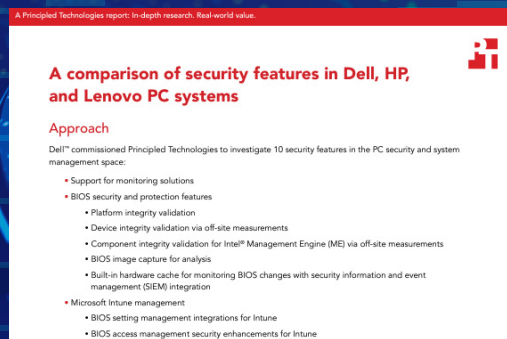 A Principled Technologies report: In-depth research. Real-world value.
PT
A comparison of security features in Dell, HP,
and Lenovo PC systems
Approach
Dell™ commissioned Principled Technologies to investigate 10 security features in the PC security and system
management space:
• Support for monitoring solutions
• BIOS security and protection features
• Platform integrity validation
• Device integrity validation via off-site measurements
• Component integrity validation for Intel® Management Engine (ME) via off-site measurements
• BIOS image capture for analysis
• Built-in hardware cache for monitoring BIOS changes with security information and event
management (SIEM) integration
• Microsoft Intune management
• BIOS setting management integrations for Intune
• BIOS access management security enhancements for Intune